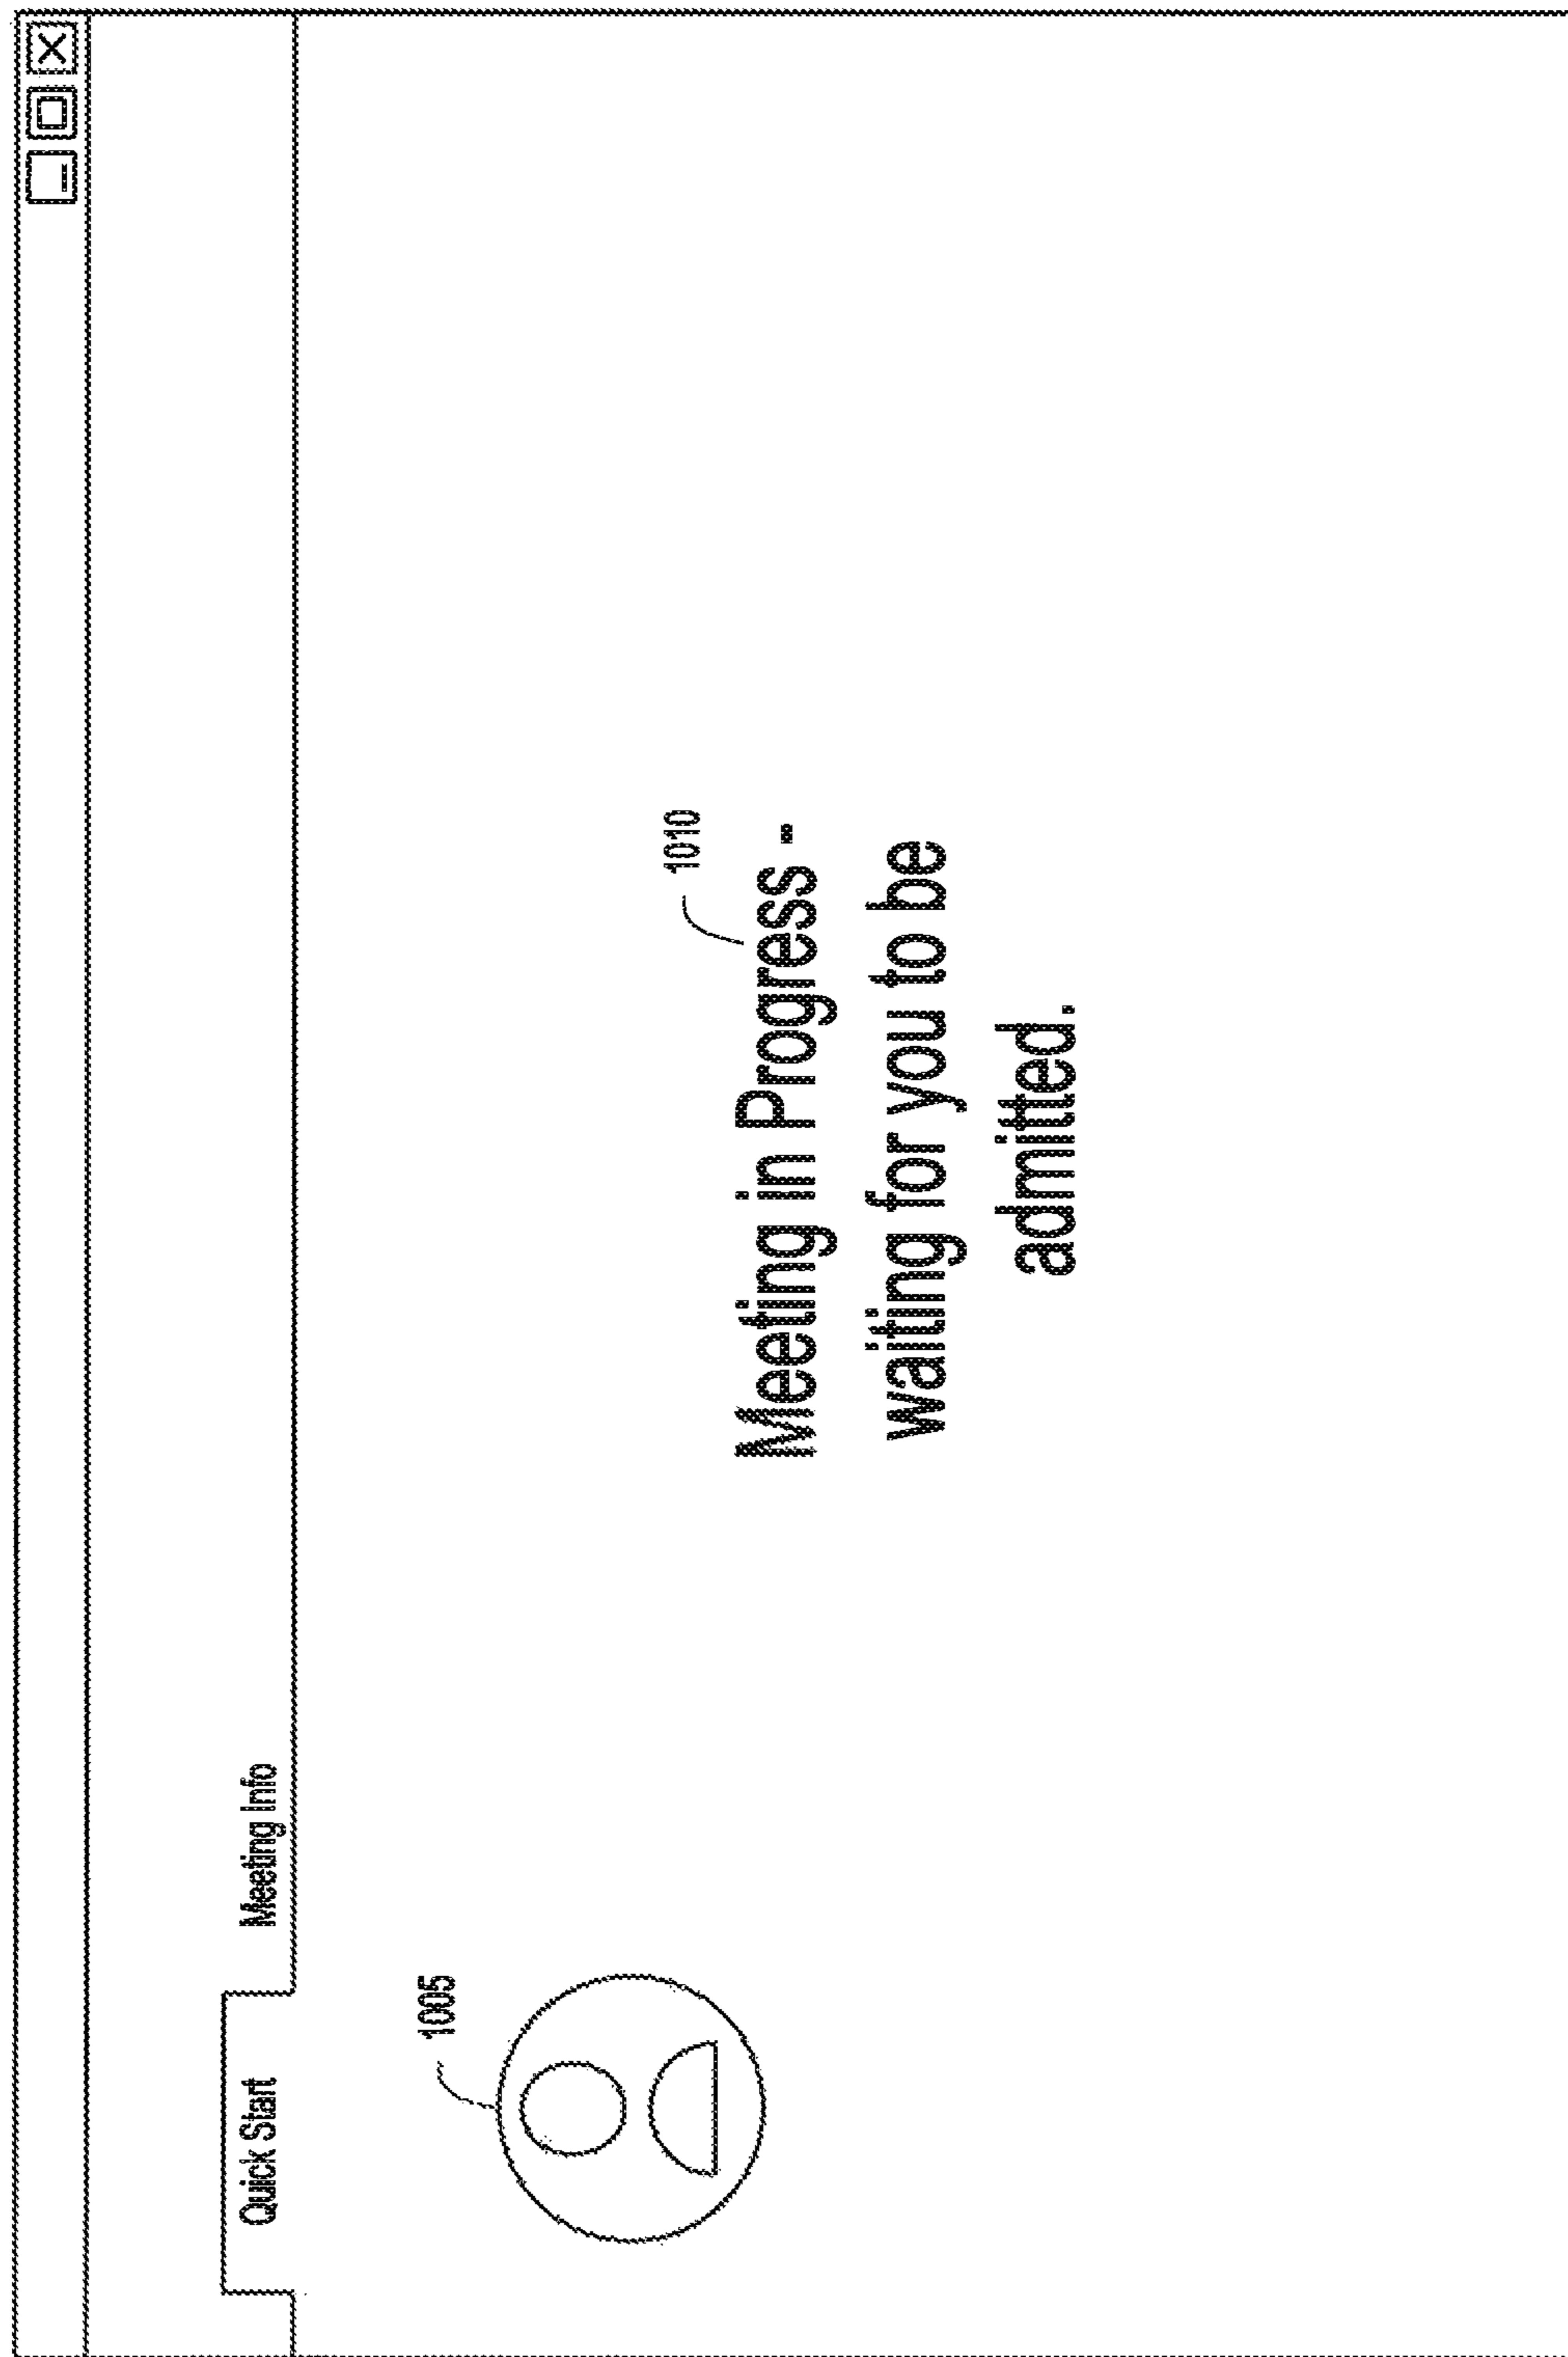 Quick Start
Meeting Info
1005
1010
Meeting in Progress -
waiting for you to be
admitted.